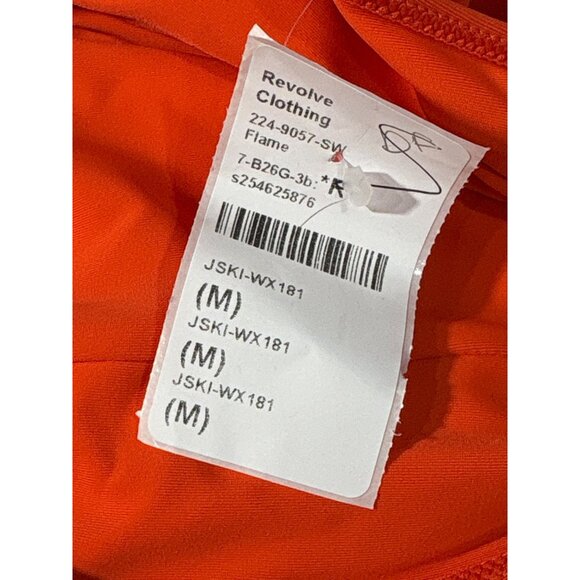 Revolve
Clothing
224-9057-SW
Flame
7-B26G-3b:*
s254625876
JSKI-WX181
(M)
JSKI-WX181
(M)
JSKI-WX181
(M)